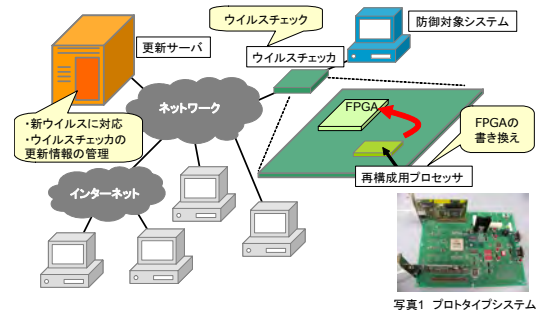 ウイルスチェック
防御対象システム
更新サーバ
ウイルスチェッカ
ネットワーク
FPGA
・新ウイルスに対応
・ウイルスチェッカの
更新情報の管理
FPGAの
書き換え
再構成用プロセッサ
インターネット
写真1 プロトタイプシステム